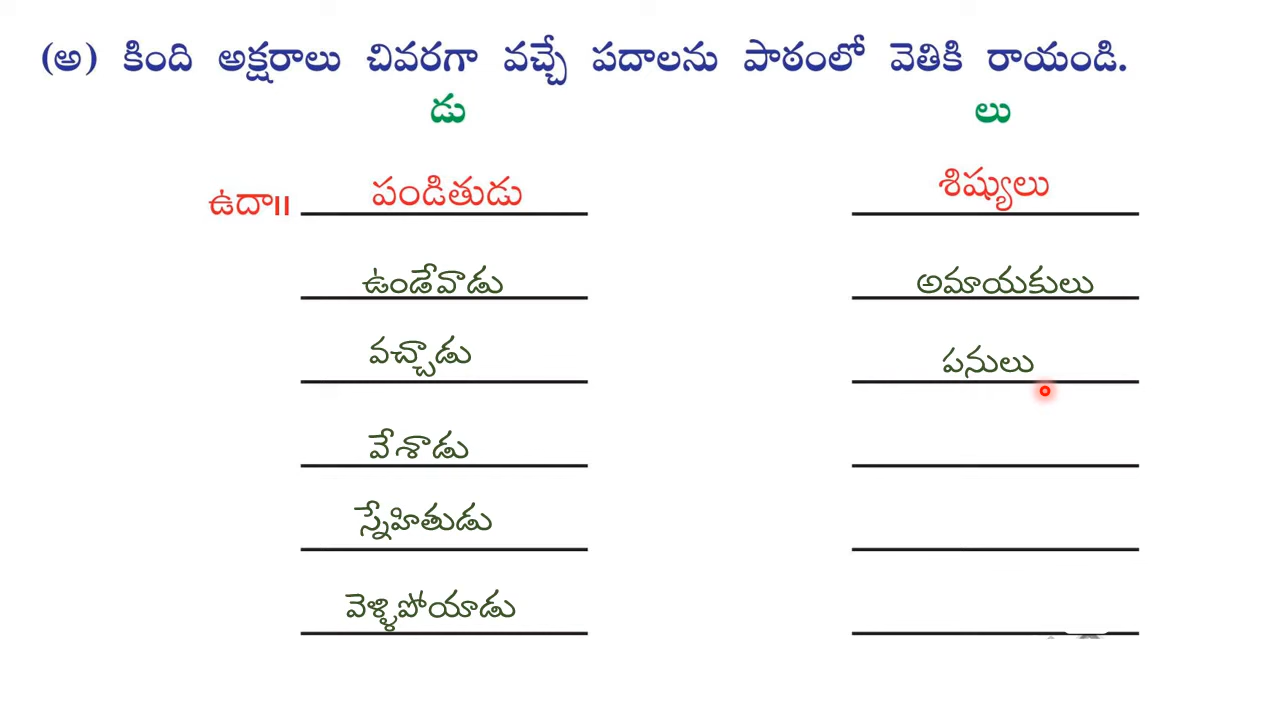 (అ) కింది అక్షరాలు చివరగా వచ్చే పదాలను పాఠంలో వెతికి రాయండి.
డు లు
ఉదా॥ పండితుడు శిష్యులు
ఉండేవాడు అమాయకులు
వచ్చాడు పనులు
వేశాడు
స్నేహితుడు
వెళ్ళిపోయాడు